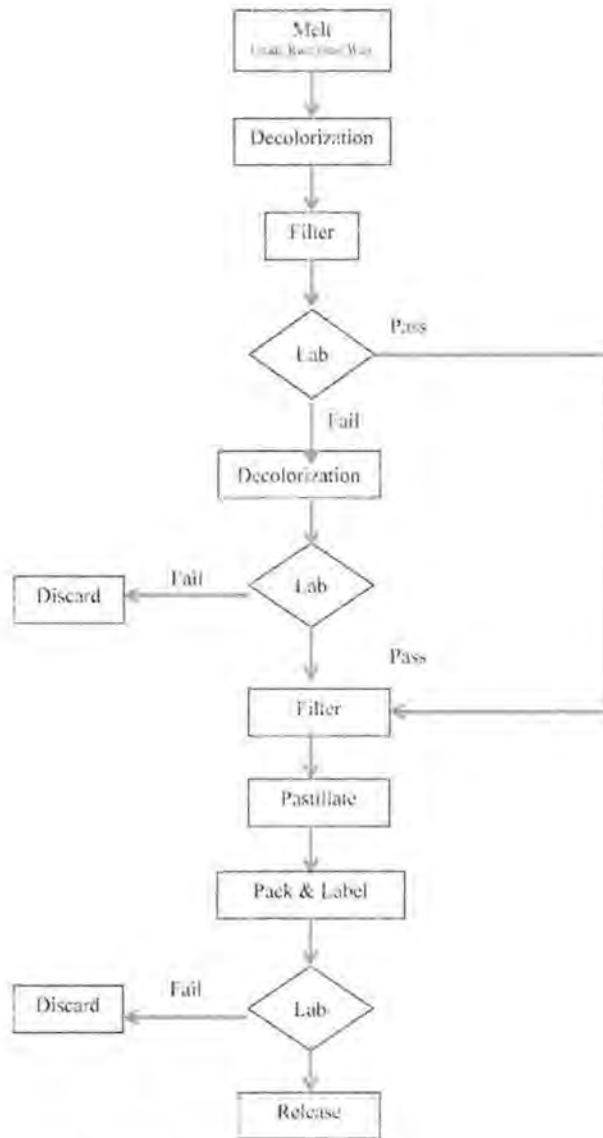 Melt
Decolorization
Filter
Lab
Pass
Fail
Decolorization
Lab
Fail
Discard
Pass
Filter
Pastillate
Pack & Label
Lab
Fail
Discard
Release